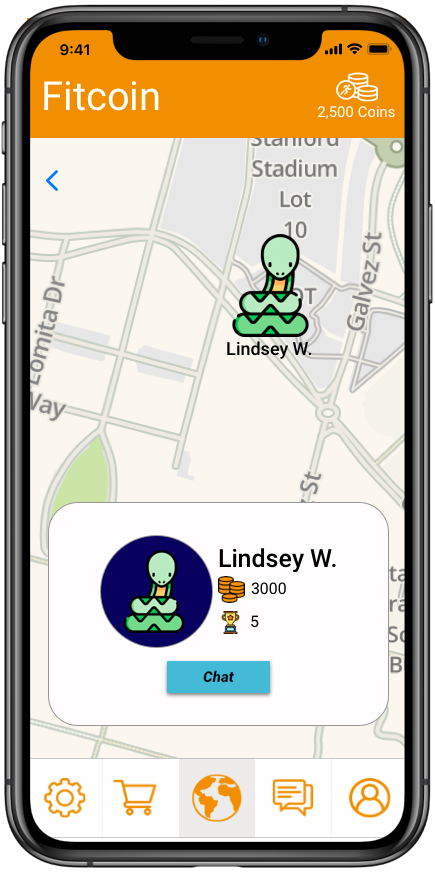 9:41
Fitcoin
2,500 Coins
Stanford
Stadium
Lot
10
Galvez St
Lindsey W.
Lomita Dr
Way
St
Lindsey W.
3000
5
Chat